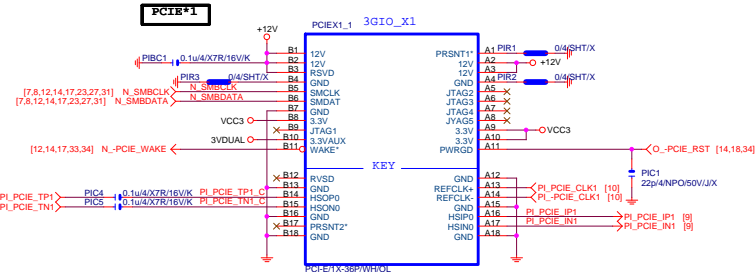 PCIE*1
+12V
PCIEX1_1 3GIO_X1
PIBC1 0.1u/4/X7R/16V/K B1 12V PRSNT1* A1 PIR1 0/4/SHT/X
B2 12V 12V A2 +12V
B3 RSVD 12V A3
PIR3 0/4/SHT/X B4 GND GND A4 PIR2 0/4/SHT/X
[7,8,12,14,17,23,27,31] N_SMBCLK N_SMBCLK B5 SMCLK JTAG2 A5
[7,8,12,14,17,23,27,31] N_SMBDATA N_SMBDATA B6 SMDAT JTAG3 A6
B7 GND JTAG4 A7
VCC3 B8 3.3V JYAG5 A8
B9 JTAG1 3.3V A9 VCC3
3VDUAL B10 3.3VAUX 3.3V A10
[12,14,17,33,34] N_-PCIE_WAKE B11 WAKE* PWRGD A11 O_-PCIE_RST [14,18,34]
KEY
PIC1
22p/4/NPO/50V/J/X
B12 RVSD GND A12
B13 GND REFCLK+ A13 PI_PCIE_CLK1 [10]
PI_PCIE_TP1 PIC4 0.1u/4/X7R/16V/K PI_PCIE_TP1_C B14 HSOP0 REFCLK- A14 PI_-PCIE_CLK1 [10]
PI_PCIE_TN1 PIC5 0.1u/4/X7R/16V/K PI_PCIE_TN1_C B15 HSON0 GND A15
B16 GND HSIP0 A16 PI_PCIE_IP1 PI_PCIE_IP1 [9]
B17 PRSNT2* HSIN0 A17 PI_PCIE_IN1 PI_PCIE_IN1 [9]
B18 GND GND A18
PCI-E/1X-36P/WH/OL